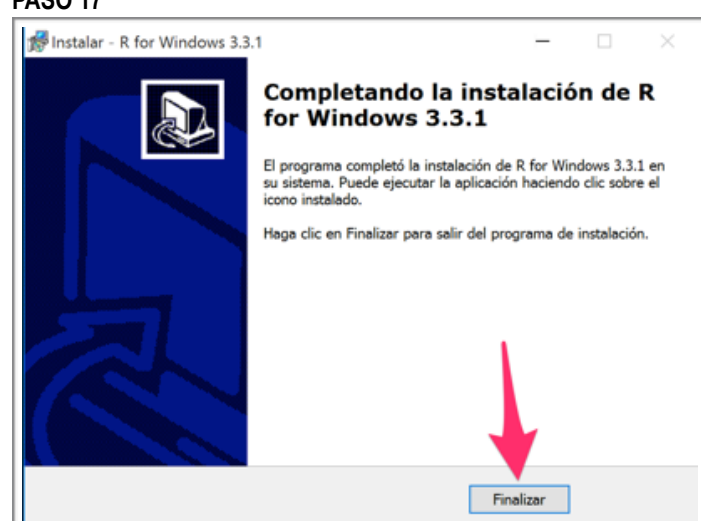 PASO 17
Instalar - R for Windows 3.3.1
Completando la instalación de R
for Windows 3.3.1
El programa completó la instalación de R for Windows 3.3.1 en
su sistema. Puede ejecutar la aplicación haciendo clic sobre el
icono instalado.
Haga clic en Finalizar para salir del programa de instalación.
Finalizar